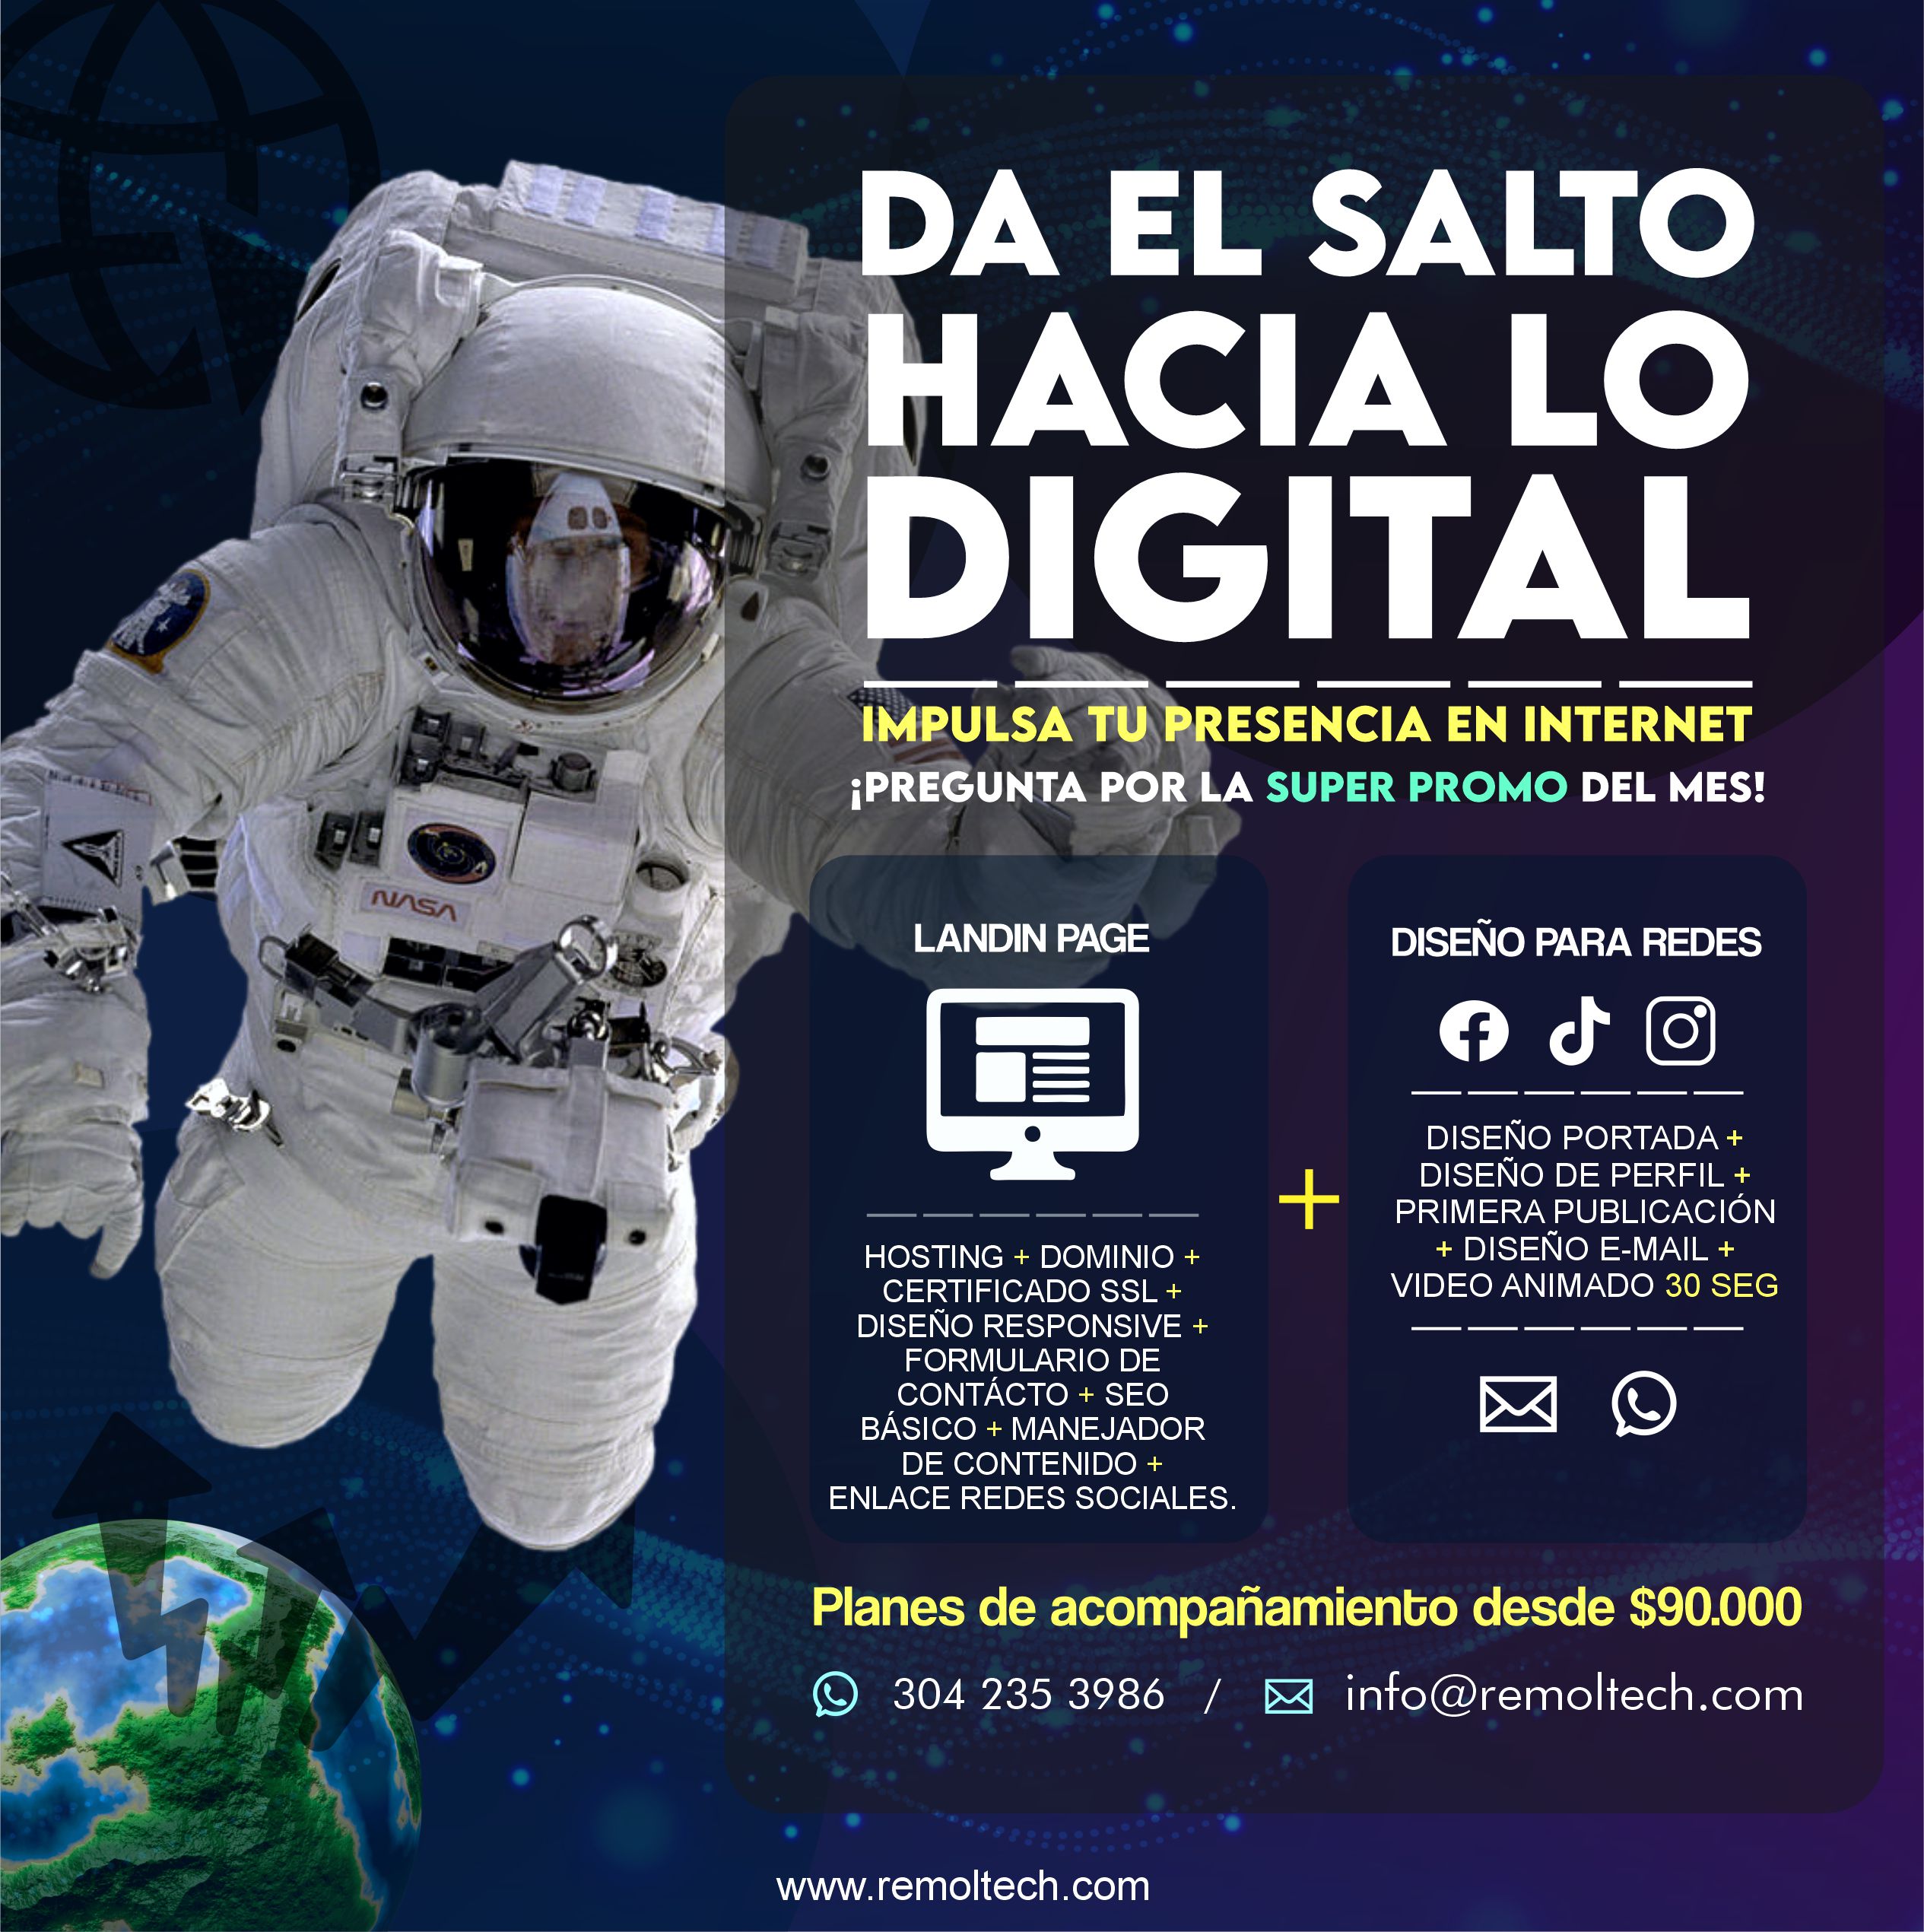 DA EL SALTO
HACIA LO
DIGITAL
IMPULSA TU PRESENCIA EN INTERNET
¡PREGUNTA POR LA SUPER PROMO DEL MES!
NASA
LANDIN PAGE
HOSTING + DOMINIO +
CERTIFICADO SSL +
DISEÑO RESPONSIVE +
FORMULARIO DE
CONTÁCTO + SEO
BÁSICO + MANEJADOR
DE CONTENIDO +
ENLACE REDES SOCIALES.
+
DISEÑO PARA REDES
DISEÑO PORTADA +
DISEÑO DE PERFIL +
PRIMERA PUBLICACIÓN
+ DISEÑO E-MAIL +
VIDEO ANIMADO 30 SEG
Planes de acompañamiento desde $90.000
304 235 3986 / info@remoltech.com
www.remoltech.com